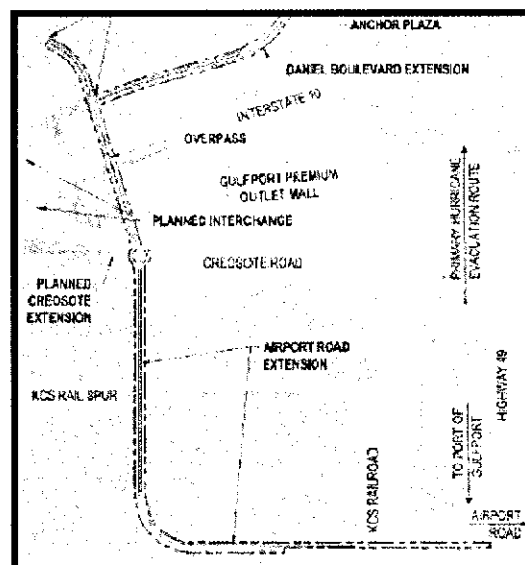 ANCHOR PLAZA
DANIEL BOULEVARD EXTENSION
INTERSTATE 10
OVERPASS
GULFPORT PREMIUM
OUTLET MALL
PRIMARY HURRICANE
EVACUATION ROUTE
PLANNED INTERCHANGE
CREOSOTE ROAD
PLANNED
CREOSOTE
EXTENSION
AIRPORT ROAD
EXTENSION
KCS RAIL SPUR
HIGHWAY 49
TO PORT OF
GULFPORT
KCS RAILROAD
AIRPORT
ROAD